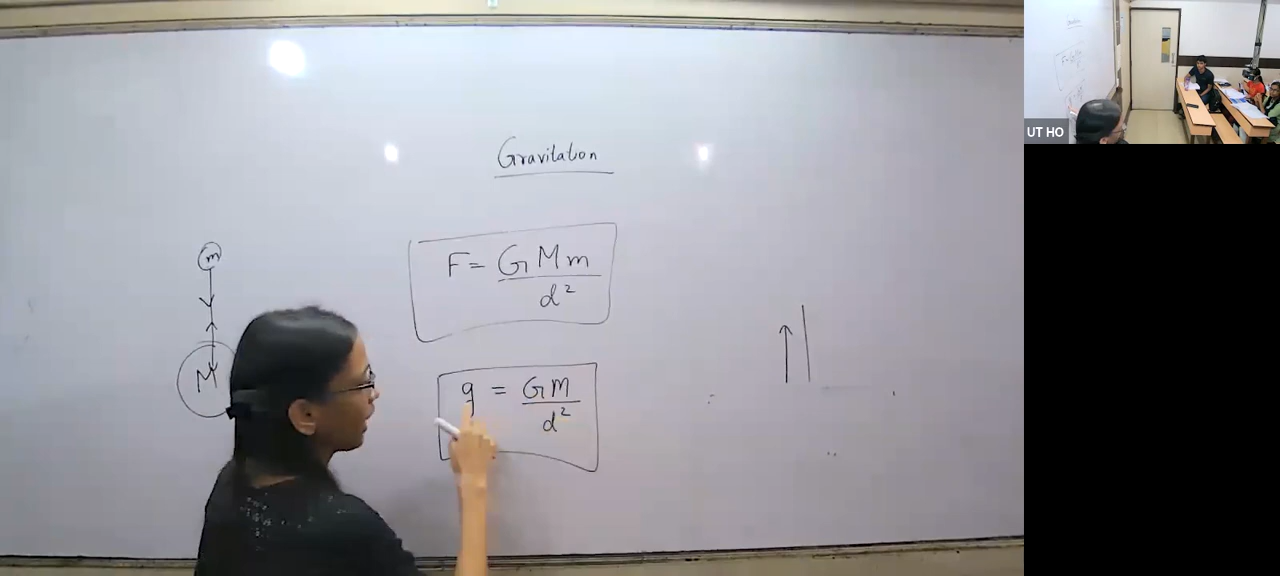 Gravitation
m
F = GMm
d²
M
g = GM
d²
UT HO